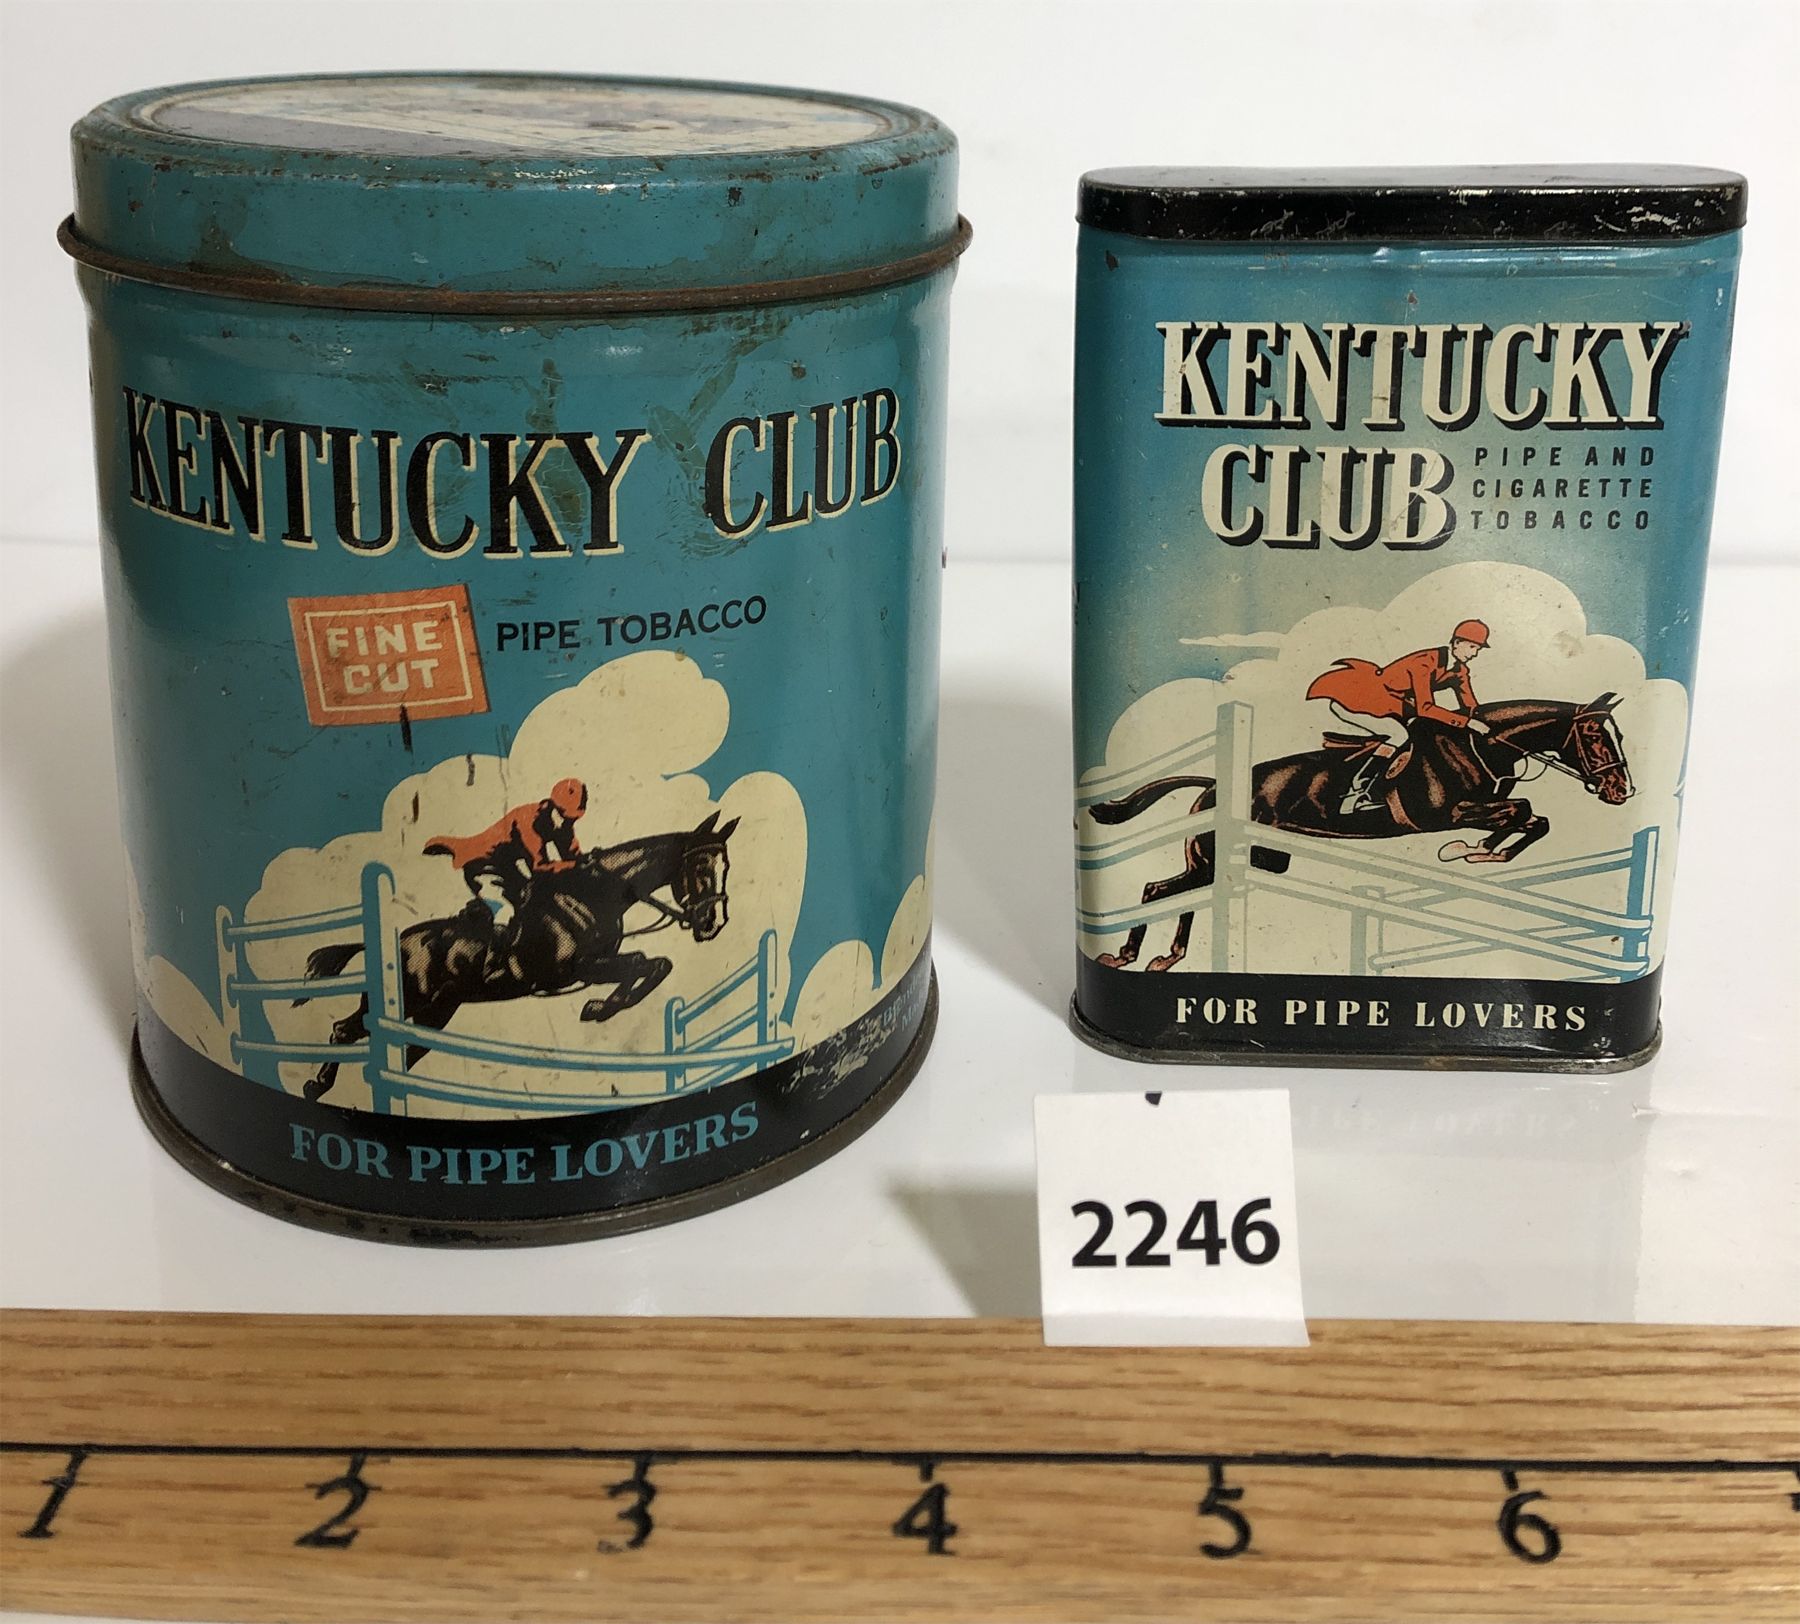 KENTUCKY CLUB
FINE
CUT
PIPE TOBACCO
FOR PIPE LOVERS
KENTUCKY
CLUB
PIPE AND
CIGARETTE
TOBACCO
FOR PIPE LOVERS
2246
1 2 3 4 5 6